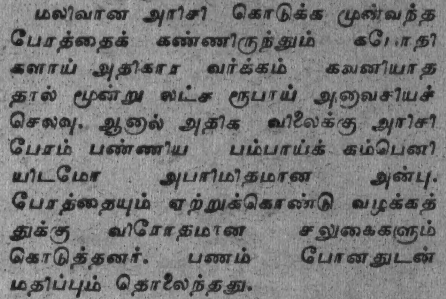 மலிவான அரிசி கொடுக்க முன்வந்த
பேரத்தைக் கண்ணிருந்தும் கபோதி
களாய் அதிகார வர்க்கம் கவனியாத
தால் மூன்று லட்ச ரூபாய் அனாவசியச்
செலவு. ஆனால் அதிக விலைக்கு அரிசி
பேரம் பண்ணிய பம்பாய்க் கம்பெனி
யிடமோ அபாரிமிதமான அன்பு.
பேரத்தையும் ஏற்றுக்கொண்டு வழக்கத்
துக்கு விரோதமான சலுகைகளும்
கொடுத்தனர். பணம் போனதுடன்
மதிப்பும் தொலைந்தது.